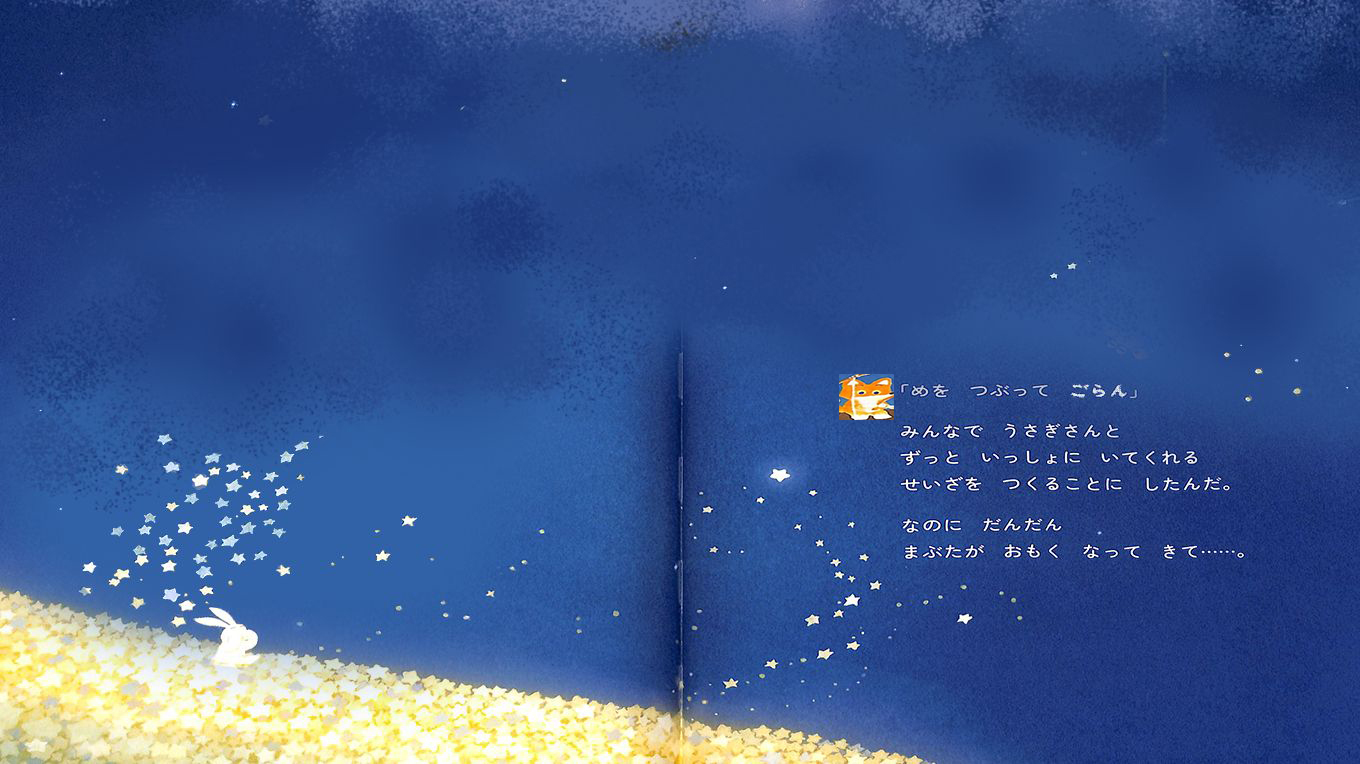 「めを　つぶって　ごらん」
みんなで　うさぎさんと
ずっと　いっしょに　いてくれる
せいざを　つくることに　したんだ。
なのに　だんだん
まぶたが　おもく　なって　きて……。